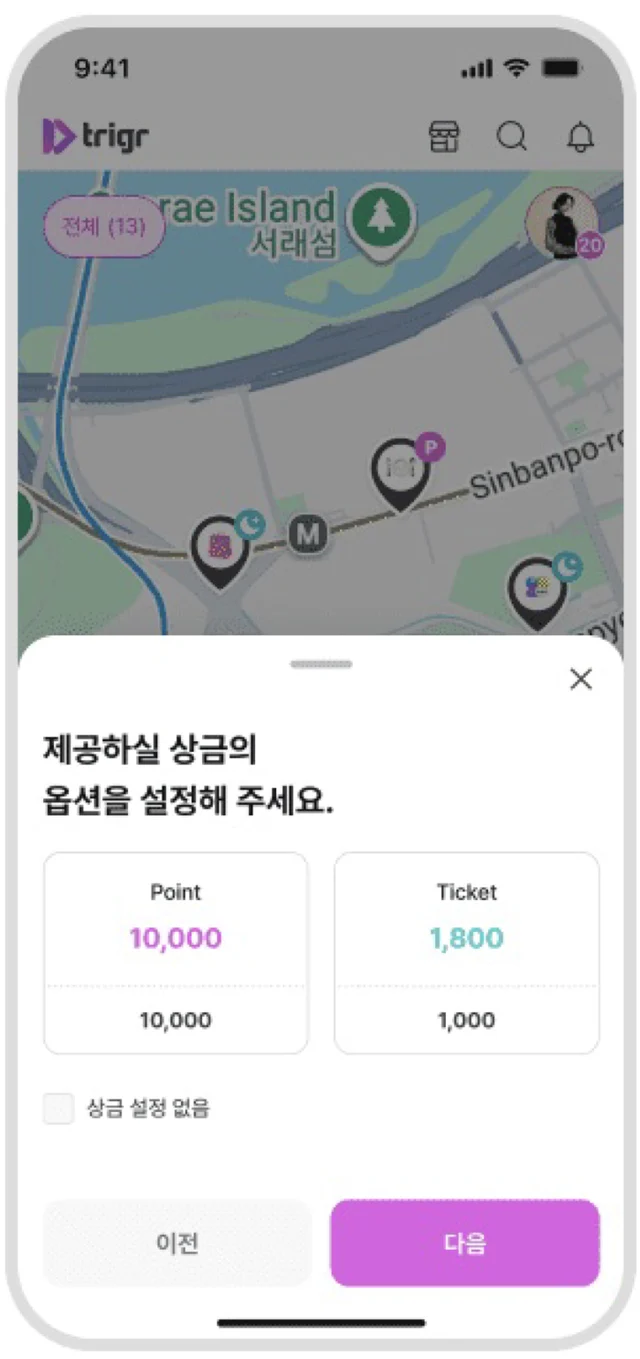 9:41
trigr
전체 (13)
rae Island
서래섬
20
P
Sinbanpo-ro
M
제공하실 상금의
옵션을 설정해 주세요.
Point
10,000
10,000
Ticket
1,800
1,000
상금 설정 없음
이전
다음